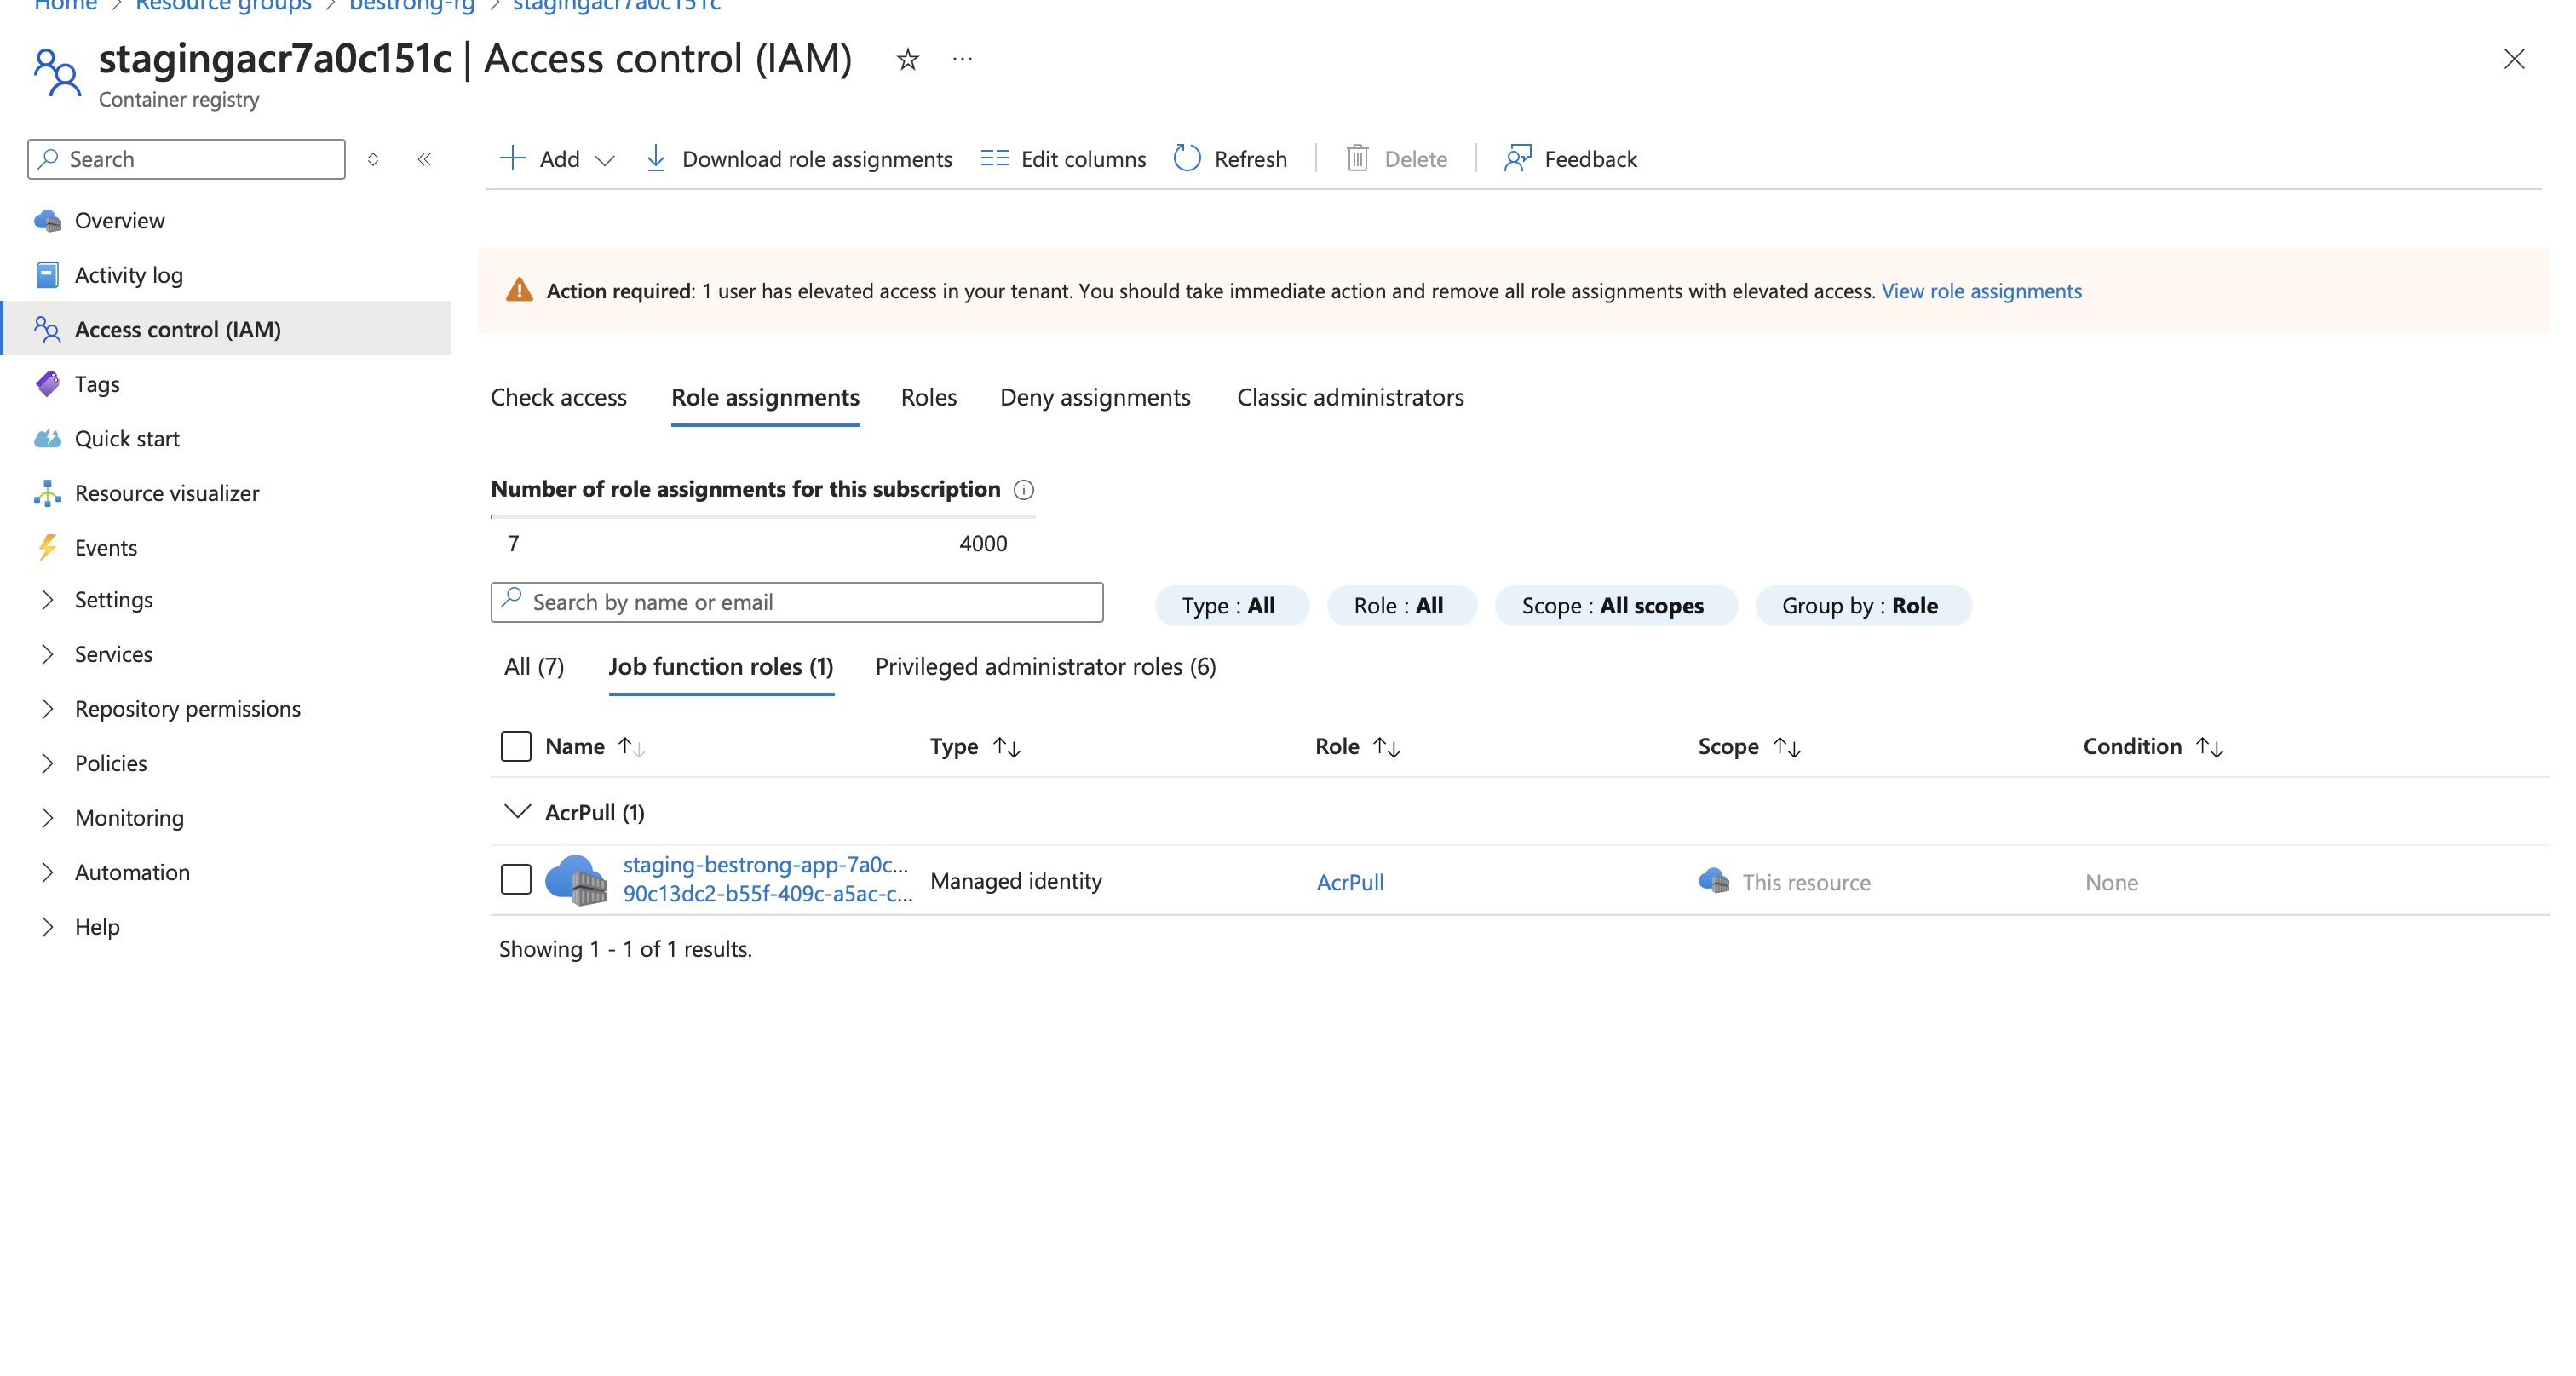 Home > Resource groups > bestrong-rg > stagingacr7a0c151c
stagingacr7a0c151c | Access control (IAM) ☆ ...
Container registry
Search
Overview
Activity log
Access control (IAM)
Tags
Quick start
Resource visualizer
Events
Settings
Services
Repository permissions
Policies
Monitoring
Automation
Help
Add Download role assignments Edit columns Refresh Delete Feedback
Action required: 1 user has elevated access in your tenant. You should take immediate action and remove all role assignments with elevated access. View role assignments
Check access Role assignments Roles Deny assignments Classic administrators
Number of role assignments for this subscription
7 4000
Search by name or email Type : All Role : All Scope : All scopes Group by : Role
All (7) Job function roles (1) Privileged administrator roles (6)
Name ↑↓ Type ↑↓ Role ↑↓ Scope ↑↓ Condition ↑↓
AcrPull (1)
staging-bestrong-app-7a0c...
90c13dc2-b55f-409c-a5ac-c...
Managed identity AcrPull This resource None
Showing 1 - 1 of 1 results.